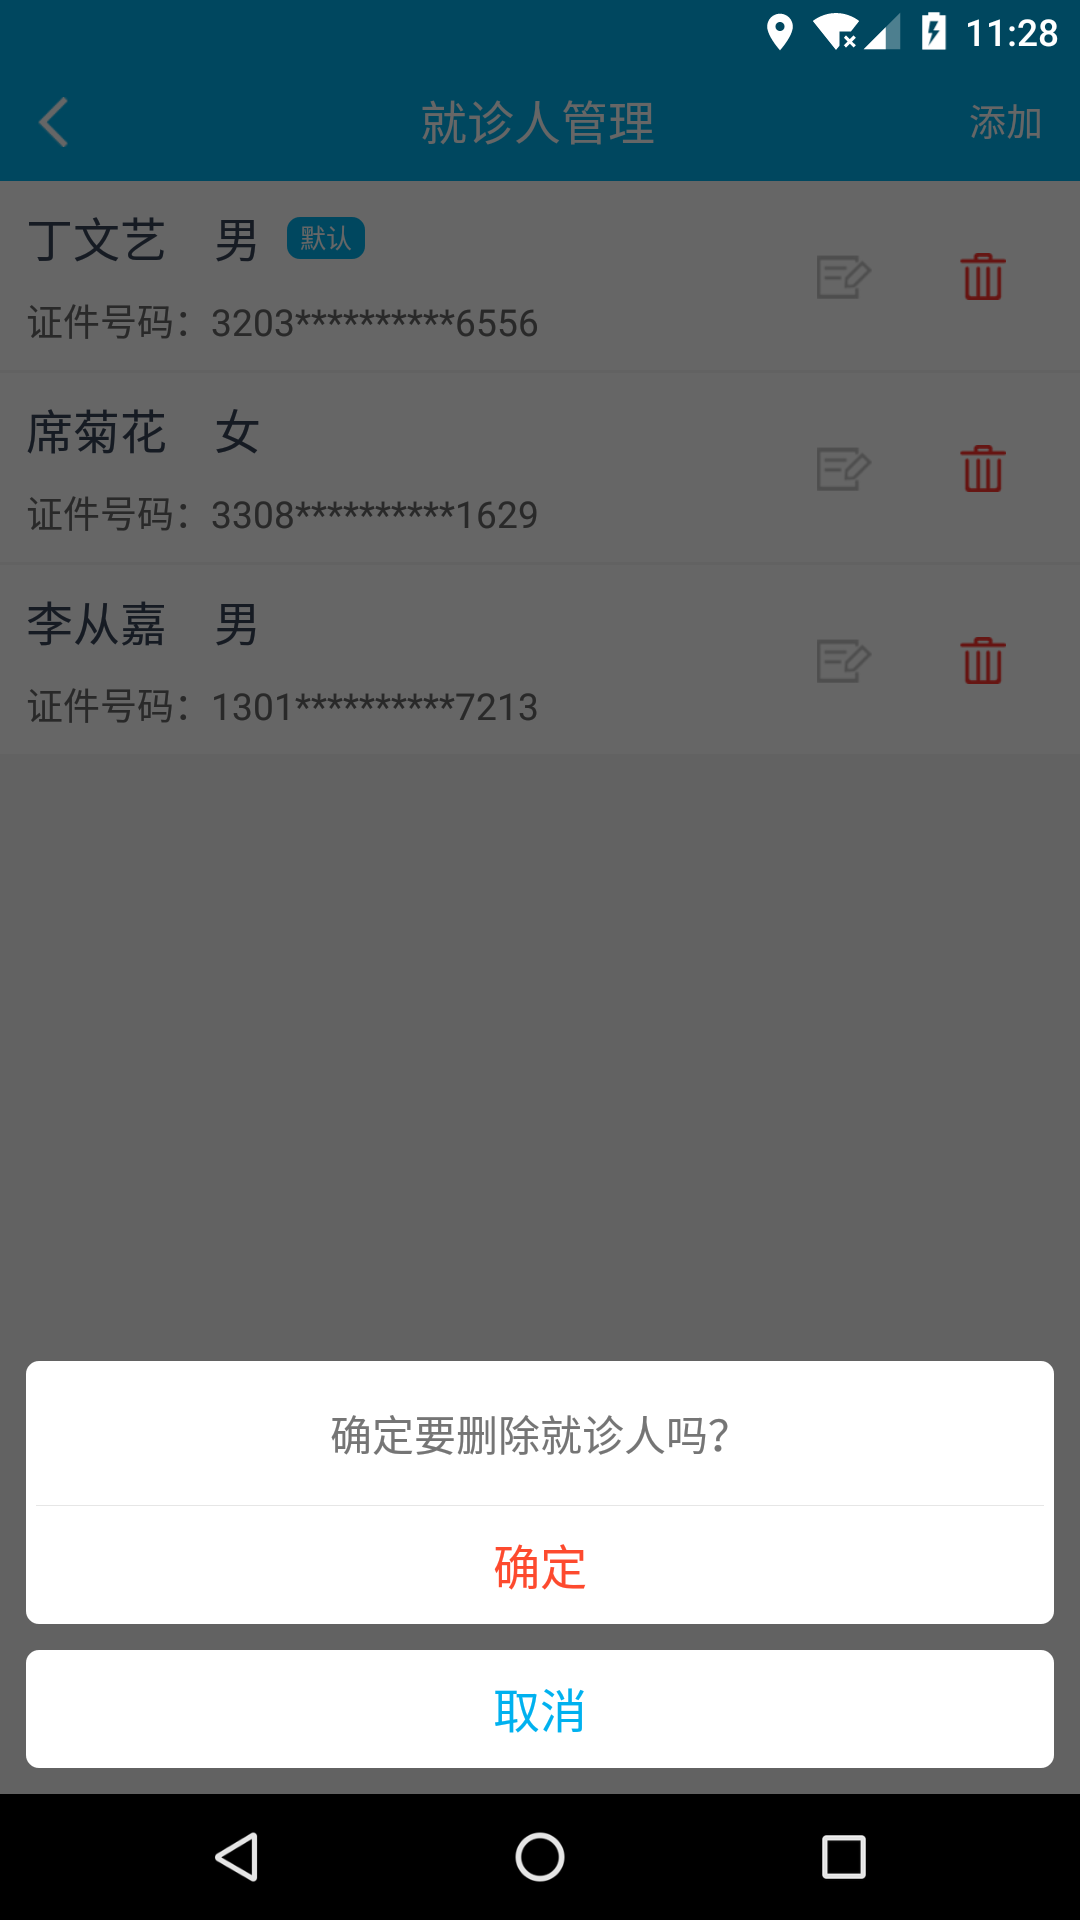 11:28
就诊人管理 添加
丁文艺 男 默认
证件号码：3203**********6556
席菊花 女
证件号码：3308**********1629
李从嘉 男
证件号码：1301**********7213
确定要删除就诊人吗?
确定
取消